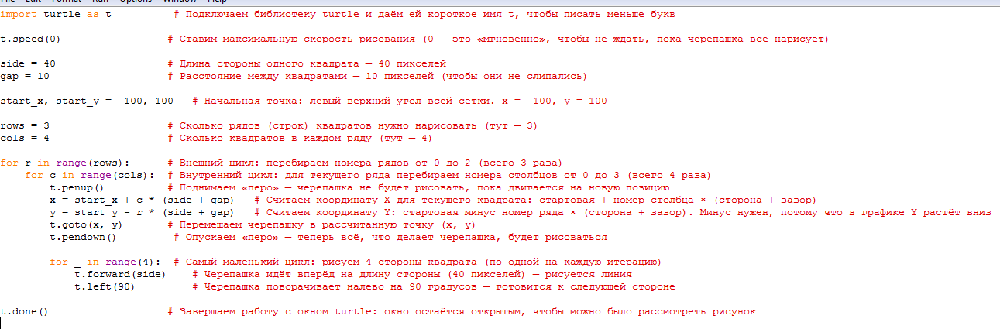 import turtle as t # Подключаем библиотеку turtle и даём ей короткое имя t, чтобы писать меньше букв
t.speed(0) # Ставим максимальную скорость рисования (0 — это «мгновенно», чтобы не ждать, пока черепашка всё нарисует)
side = 40 # Длина стороны одного квадрата — 40 пикселей
gap = 10 # Расстояние между квадратами — 10 пикселей (чтобы они не слипались)
start_x, start_y = -100, 100 # Начальная точка: левый верхний угол всей сетки. x = -100, y = 100
rows = 3 # Сколько рядов (строк) квадратов нужно нарисовать (тут — 3)
cols = 4 # Сколько квадратов в каждом ряду (тут — 4)
for r in range(rows): # Внешний цикл: перебираем номера рядов от 0 до 2 (всего 3 раза)
for c in range(cols): # Внутренний цикл: для текущего ряда перебираем номера столбцов от 0 до 3 (всего 4 раза)
t.penup() # Поднимаем «перо» — черепашка не будет рисовать, пока двигается на новую позицию
x = start_x + c * (side + gap) # Считаем координату X для текущего квадрата: стартовая + номер столбца × (сторона + зазор)
y = start_y - r * (side + gap) # Считаем координату Y: стартовая минус номер ряда × (сторона + зазор). Минус нужен, потому что в графике Y растёт вниз
t.goto(x, y) # Перемещаем черепашку в рассчитанную точку (x, y)
t.pendown() # Опускаем «перо» — теперь всё, что делает черепашка, будет рисоваться
for _ in range(4): # Самый маленький цикл: рисуем 4 стороны квадрата (по одной на каждую итерацию)
t.forward(side) # Черепашка идёт вперёд на длину стороны (40 пикселей) — рисуется линия
t.left(90) # Черепашка поворачивает налево на 90 градусов — готовится к следующей стороне
t.done() # Завершаем работу с окном turtle: окно остаётся открытым, чтобы можно было рассмотреть рисунок